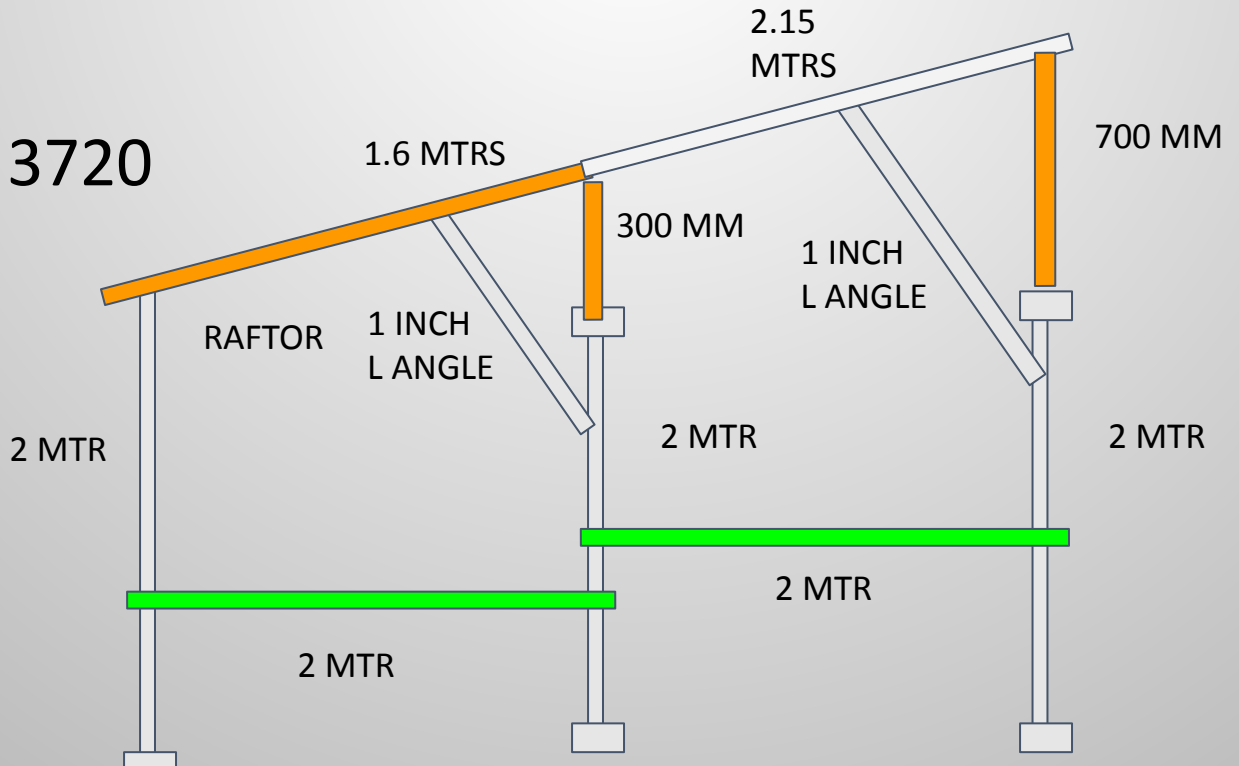 2.15
MTRS
3720
1.6 MTRS
700 MM
300 MM
1 INCH
L ANGLE
RAFTOR
1 INCH
L ANGLE
2 MTR
2 MTR
2 MTR
2 MTR
2 MTR